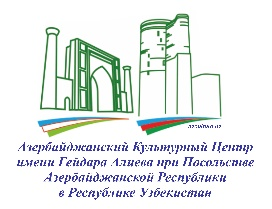 Азербайджанский Культурный Центр
имени Гейдара Алиева при Посольстве
Азербайджанской Республики
в Республике Узбекистан